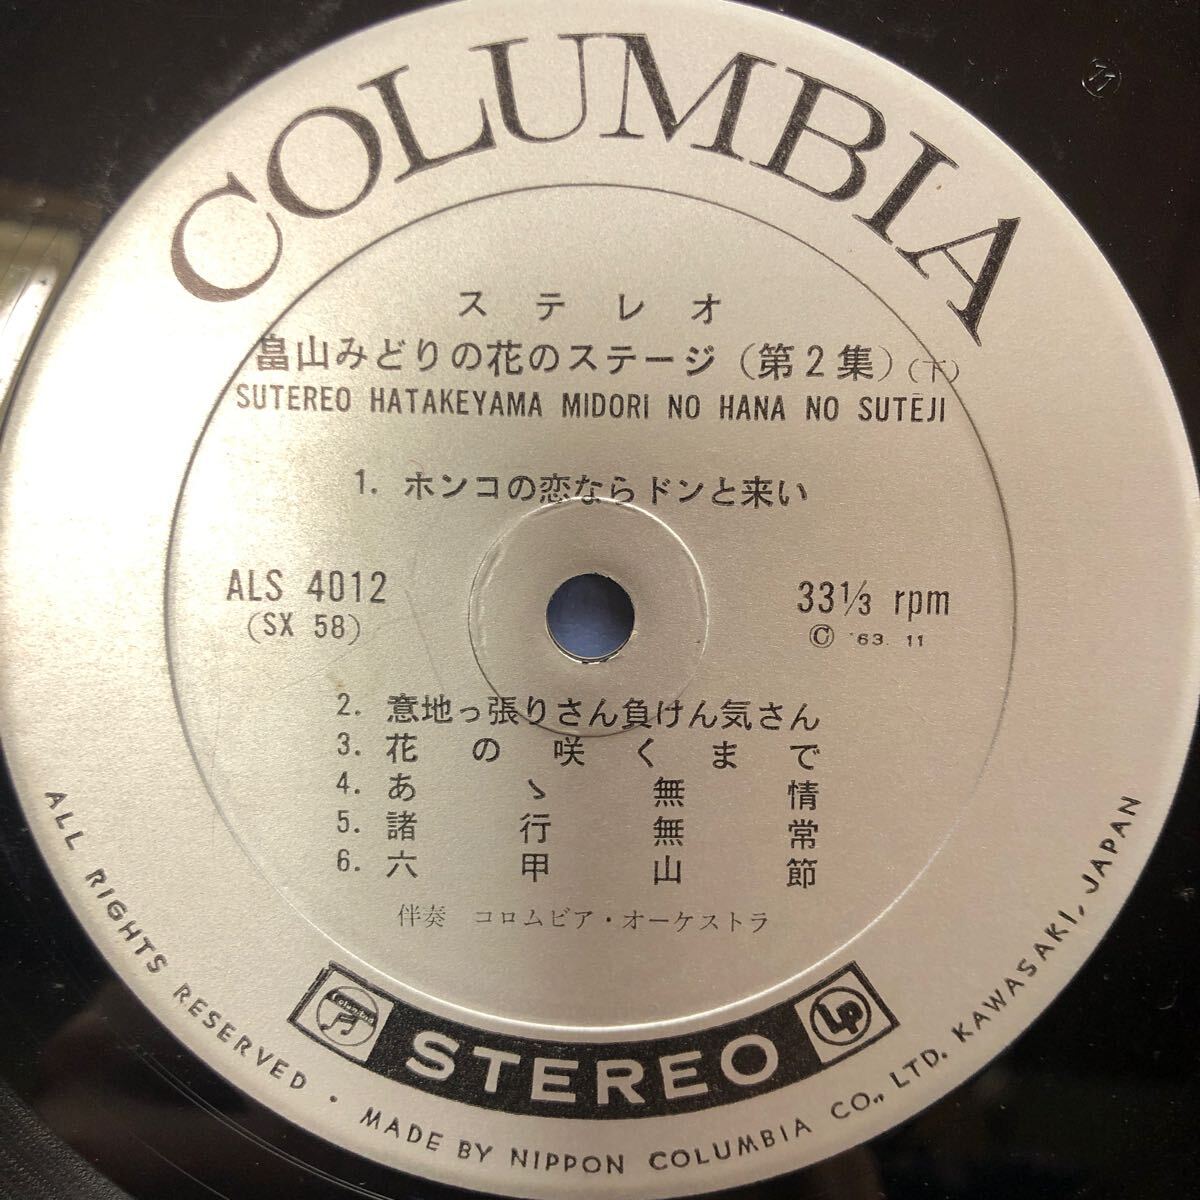 COLUMBIA
ステレオ
畠山みどりの花のステージ（第2集）（下）
SUTEREO HATAKEYAMA MIDORI NO HANA NO SUTĒJI
1. ホンコの恋ならドンと来い
ALS 4012
(SX 58)
33⅓ rpm
Ⓒ '63. 11
2. 意地っ張りさん負けん気さん
3. 花の咲くまで
4. あゝ無情
5. 諸行無常
6. 六甲山節
伴奏 コロムビア・オーケストラ
Columbia
STEREO
LP
ALL RIGHTS RESERVED · MADE BY NIPPON COLUMBIA CO., LTD. KAWASAKI, JAPAN